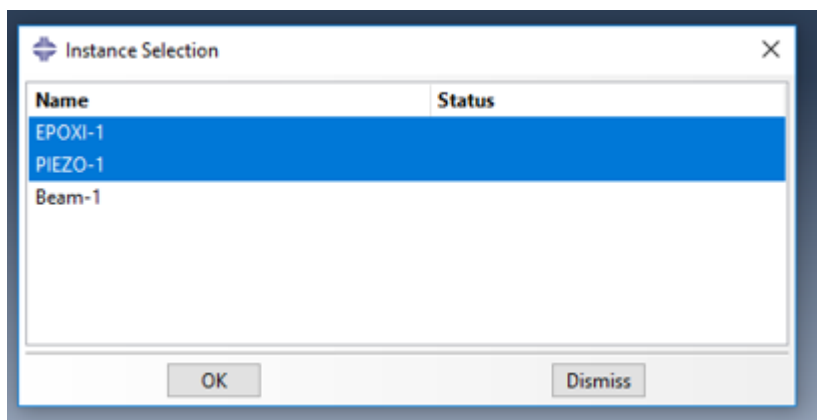 Instance Selection
Name Status
EPOXI-1
PIEZO-1
Beam-1
OK Dismiss